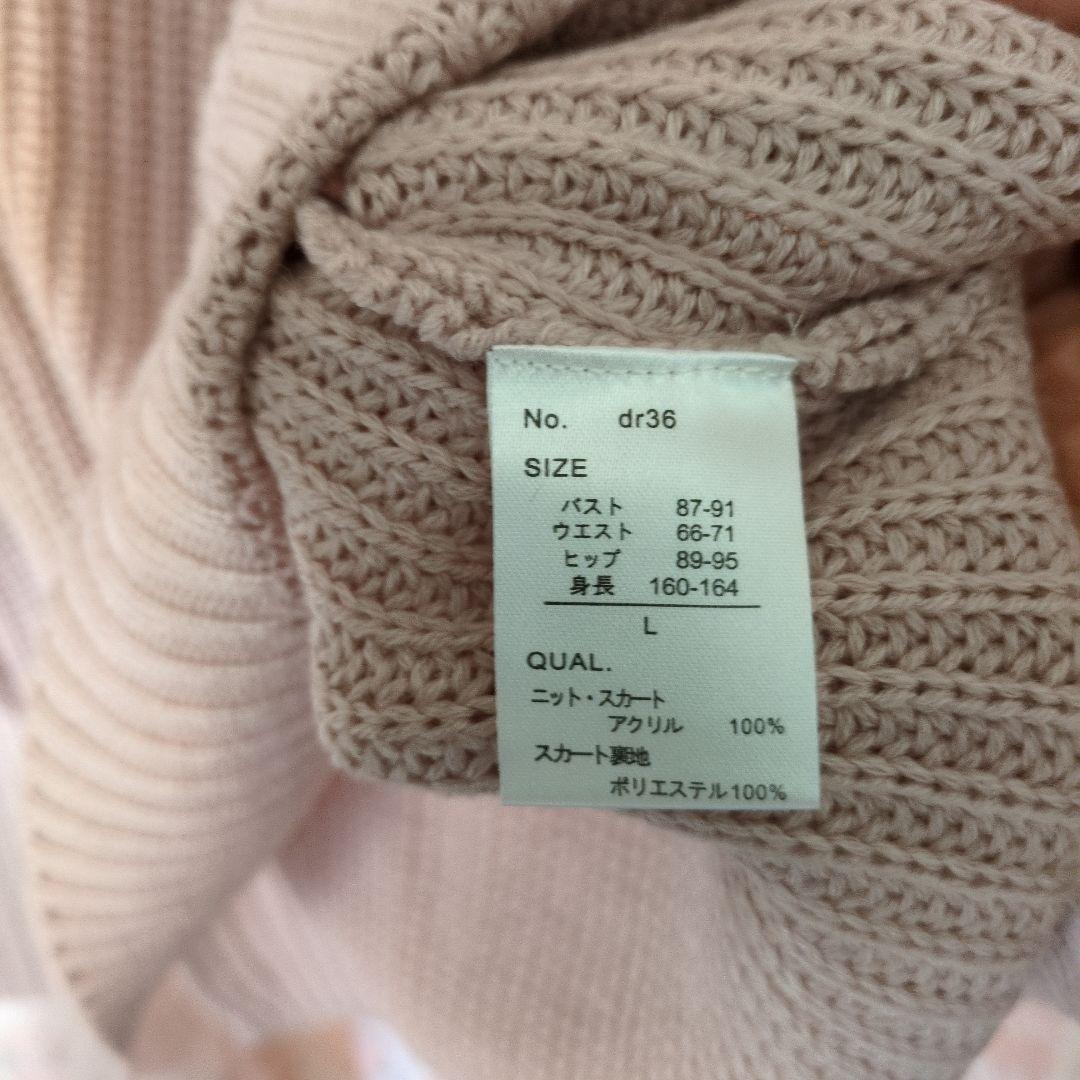 No. dr36
SIZE
バスト 87-91
ウエスト 66-71
ヒップ 89-95
身長 160-164
L
QUAL.
ニット・スカート
アクリル 100%
スカート裏地
ポリエステル100%